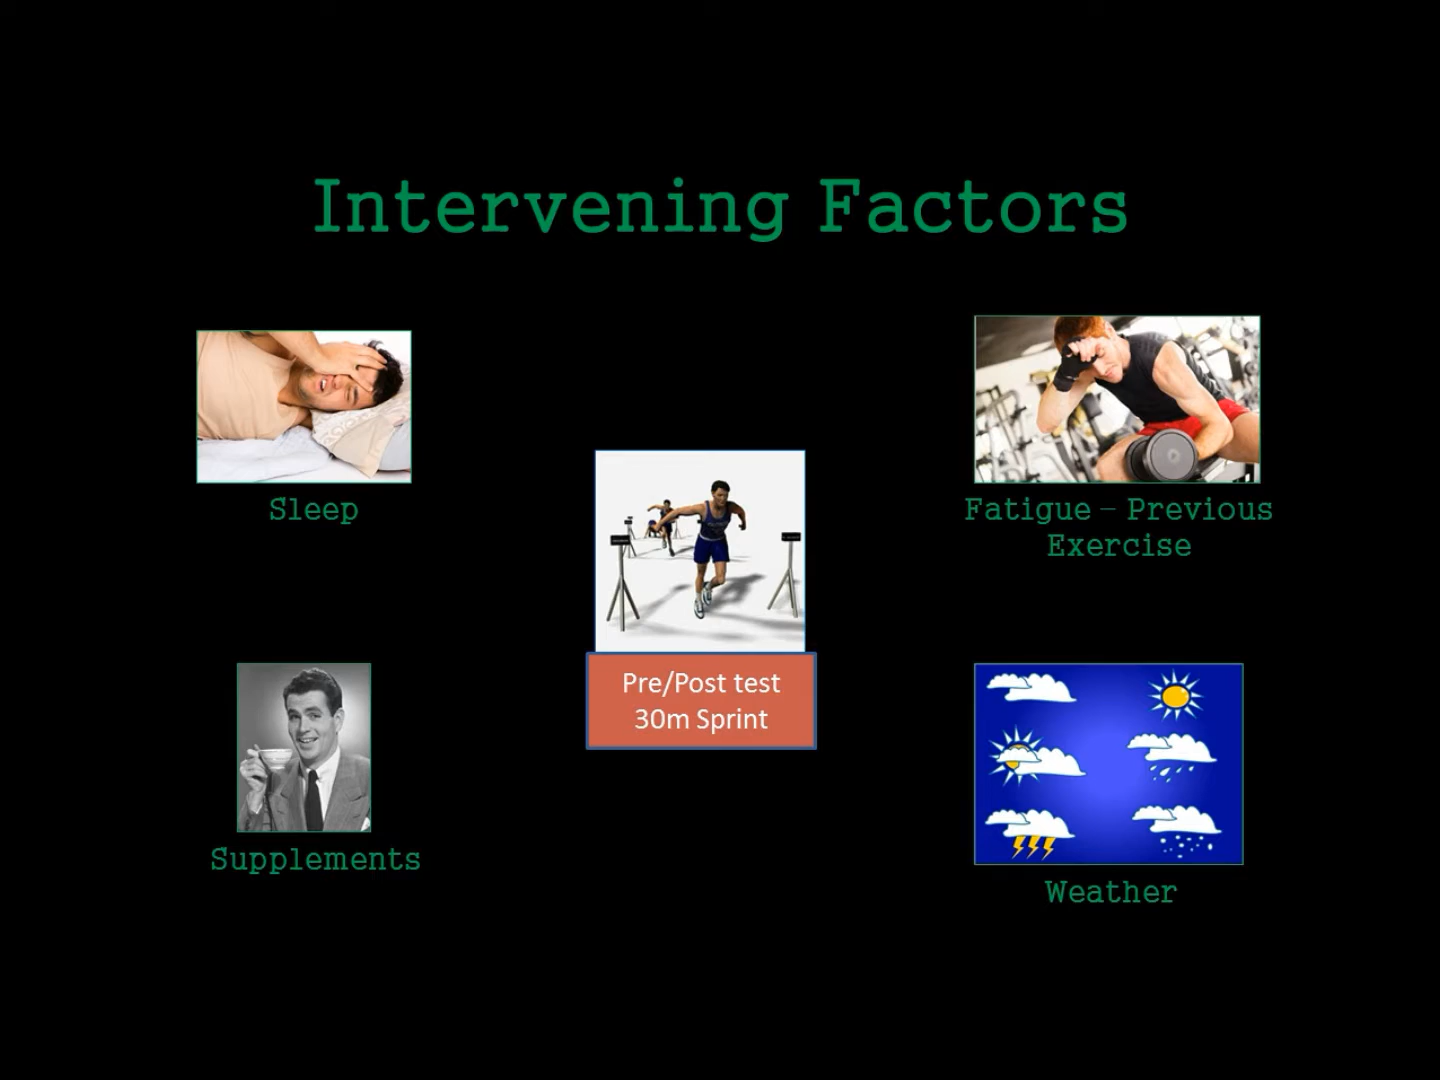 Intervening Factors
Sleep
Fatigue – Previous
Exercise
Pre/Post test
30m Sprint
Supplements
Weather